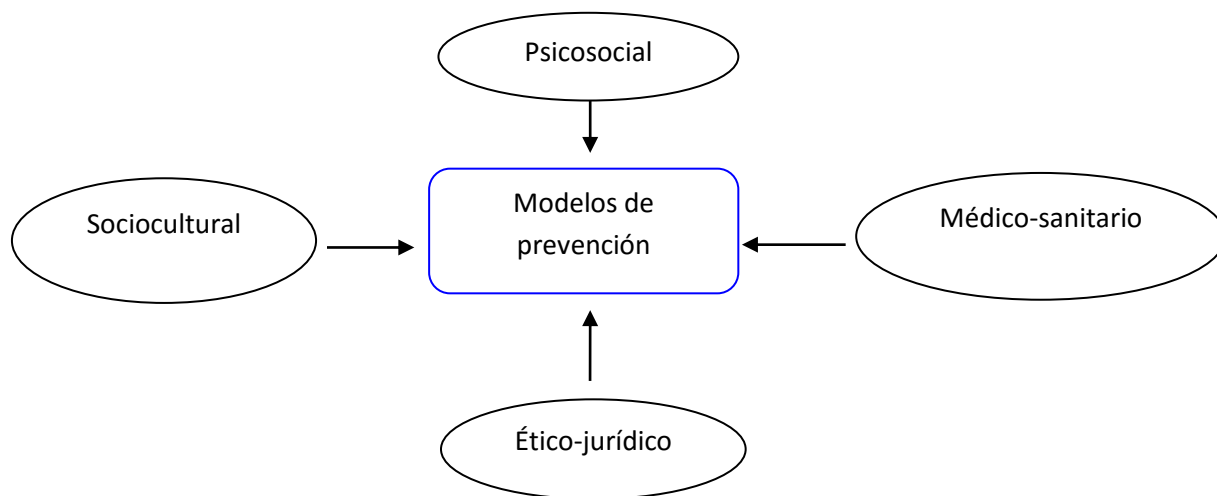 Psicosocial
Sociocultural
Modelos de
prevención
Médico-sanitario
Ético-jurídico